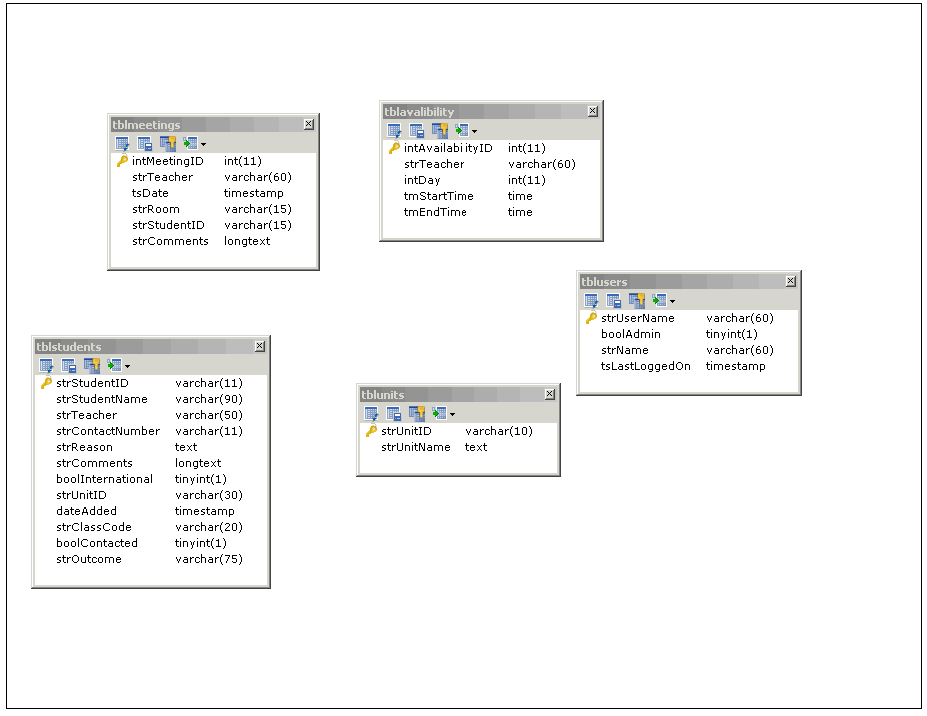 tblmeetings
intMeetingID int(11)
strTeacher varchar(60)
tsDate timestamp
strRoom varchar(15)
strStudentID varchar(15)
strComments longtext
tblavalibility
intAvailabiityID int(11)
strTeacher varchar(60)
intDay int(11)
tmStartTime time
tmEndTime time
tblusers
strUserName varchar(60)
boolAdmin tinyint(1)
strName varchar(60)
tsLastLoggedOn timestamp
tblstudents
strStudentID varchar(11)
strStudentName varchar(90)
strTeacher varchar(50)
strContactNumber varchar(11)
strReason text
strComments longtext
boolInternational tinyint(1)
strUnitID varchar(30)
dateAdded timestamp
strClassCode varchar(20)
boolContacted tinyint(1)
strOutcome varchar(75)
tblunits
strUnitID varchar(10)
strUnitName text